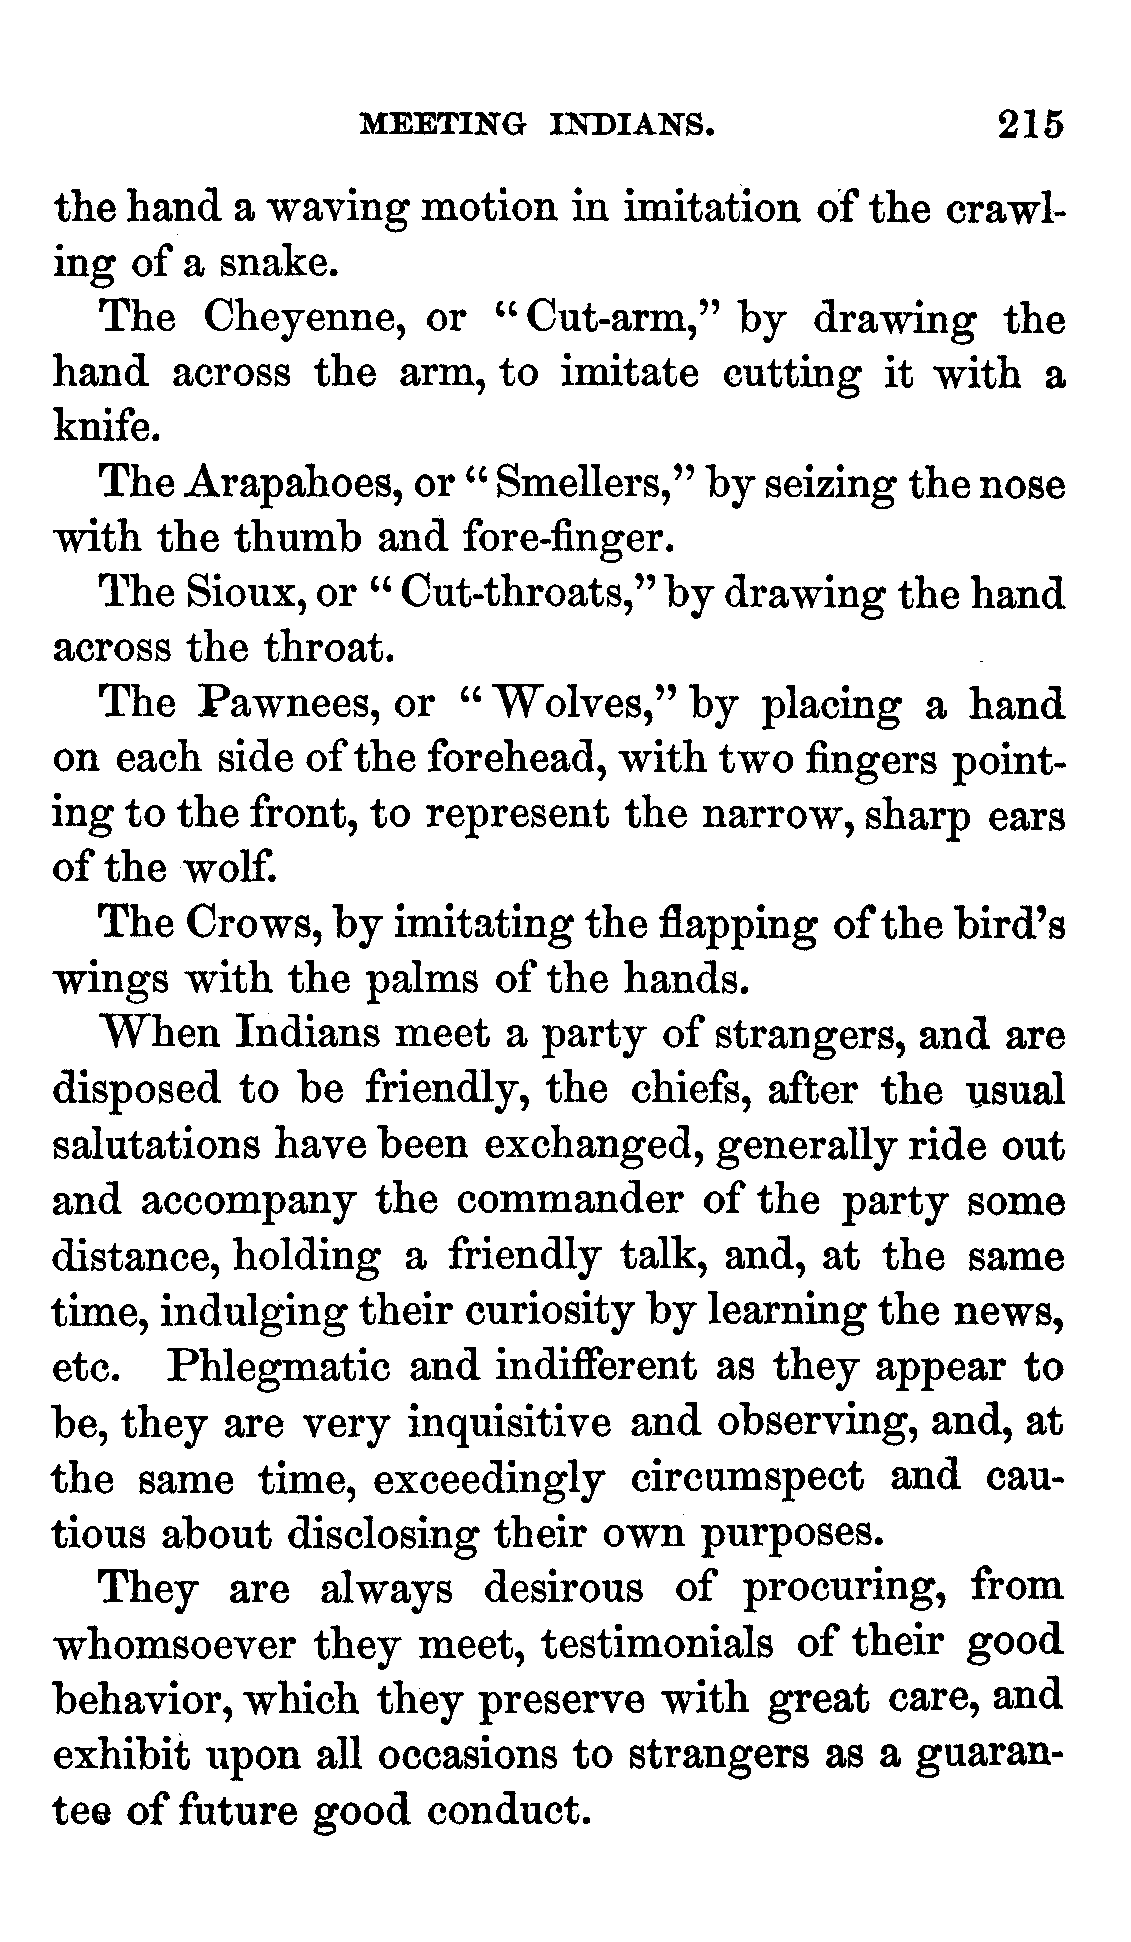 MEETING INDIANS. 215
the hand a waving motion in imitation of the crawl-
ing of a snake.
The Cheyenne, or "Cut-arm," by drawing the
hand across the arm, to imitate cutting it with a
knife.
The Arapahoes, or "Smellers," by seizing the nose
with the thumb and fore-finger.
The Sioux, or "Cut-throats," by drawing the hand
across the throat.
The Pawnees, or "Wolves," by placing a hand
on each side of the forehead, with two fingers point-
ing to the front, to represent the narrow, sharp ears
of the wolf.
The Crows, by imitating the flapping of the bird's
wings with the palms of the hands.
When Indians meet a party of strangers, and are
disposed to be friendly, the chiefs, after the usual
salutations have been exchanged, generally ride out
and accompany the commander of the party some
distance, holding a friendly talk, and, at the same
time, indulging their curiosity by learning the news,
etc. Phlegmatic and indifferent as they appear to
be, they are very inquisitive and observing, and, at
the same time, exceedingly circumspect and cau-
tious about disclosing their own purposes.
They are always desirous of procuring, from
whomsoever they meet, testimonials of their good
behavior, which they preserve with great care, and
exhibit upon all occasions to strangers as a guaran-
tee of future good conduct.